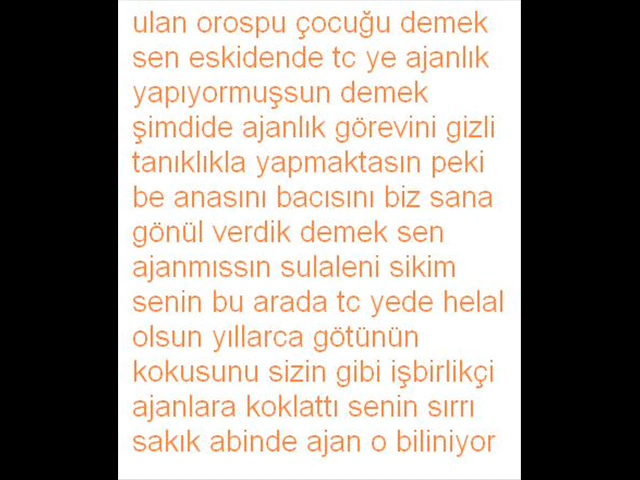 ulan orospu çocuğu demek
sen eskidende tc ye ajanlık
yapıyormuşsun demek
şimdide ajanlık görevini gizli
tanıklıkla yapmaktasın peki
be anasını bacısını biz sana
gönül verdik demek sen
ajanmıssın sulaleni sikim
senin bu arada tc yede helal
olsun yıllarca götünün
kokusunu sizin gibi işbirlikçi
ajanlara koklattı senin sırrı
sakık abinde ajan o biliniyor